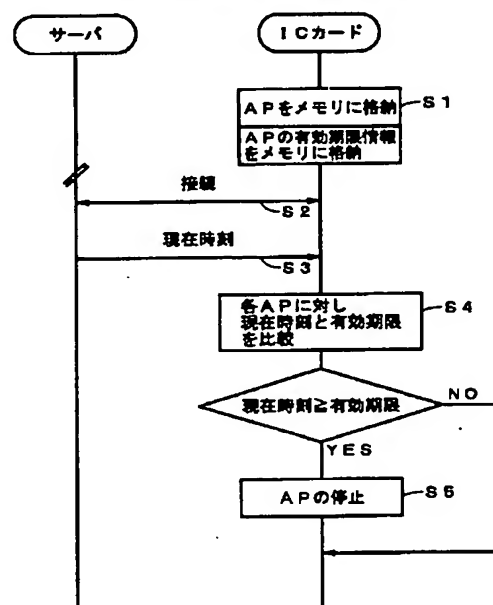 サーバ
ICカード
APをメモリに格納
S1
APの有効期限情報
をメモリに格納
接続
S2
現在時刻
S3
各APに対し
現在時刻と有効期限
を比較
S4
現在時刻≧有効期限
NO
YES
APの停止
S5